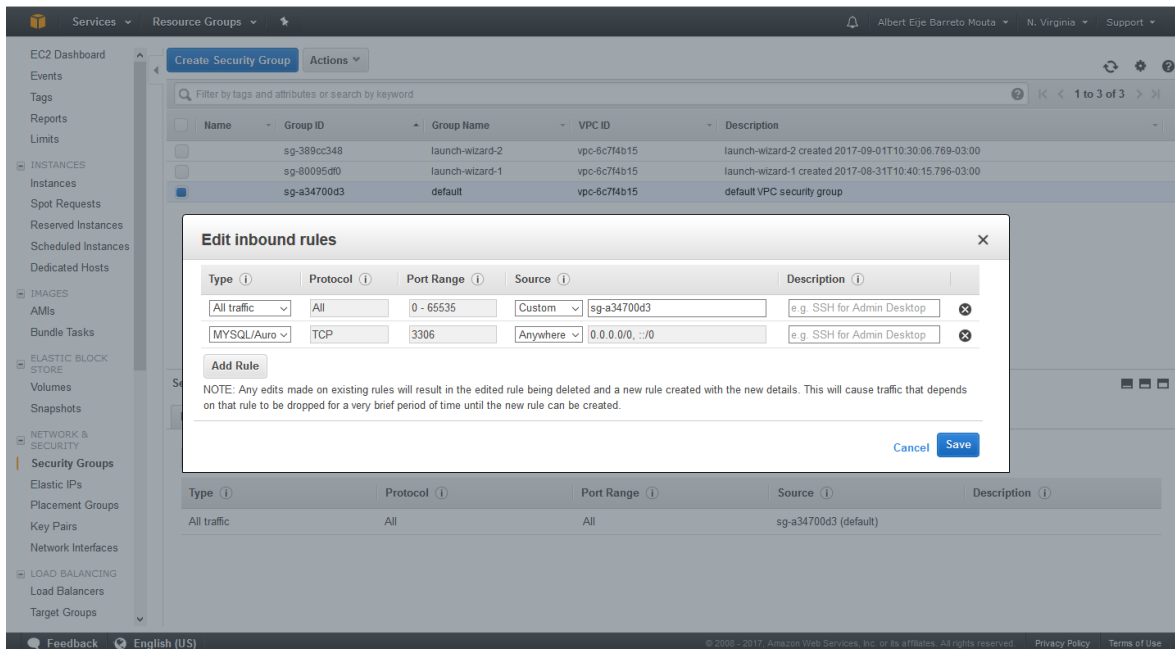 Services Resource Groups Albert Eije Barreto Mouta N. Virginia Support
EC2 Dashboard
Events
Tags
Reports
Limits
INSTANCES
Instances
Spot Requests
Reserved Instances
Scheduled Instances
Dedicated Hosts
IMAGES
AMIs
Bundle Tasks
ELASTIC BLOCK
STORE
Volumes
Snapshots
NETWORK &
SECURITY
Security Groups
Elastic IPs
Placement Groups
Key Pairs
Network Interfaces
LOAD BALANCING
Load Balancers
Target Groups
Create Security Group Actions
Filter by tags and attributes or search by keyword 1 to 3 of 3
Name Group ID Group Name VPC ID Description
sg-389cc348 launch-wizard-2 vpc-6c7f4b15 launch-wizard-2 created 2017-09-01T10:30:06.769-03:00
sg-80095df0 launch-wizard-1 vpc-6c7f4b15 launch-wizard-1 created 2017-08-31T10:40:15.796-03:00
sg-a34700d3 default vpc-6c7f4b15 default VPC security group
Edit inbound rules
Type Protocol Port Range Source Description
All traffic All 0 - 65535 Custom sg-a34700d3 e.g. SSH for Admin Desktop
MYSQL/Auro TCP 3306 Anywhere 0.0.0.0/0, ::/0 e.g. SSH for Admin Desktop
Add Rule
NOTE: Any edits made on existing rules will result in the edited rule being deleted and a new rule created with the new details. This will cause traffic that depends
on that rule to be dropped for a very brief period of time until the new rule can be created.
Cancel Save
Se
Type Protocol Port Range Source Description
All traffic All All sg-a34700d3 (default)
Feedback English (US) © 2008 - 2017, Amazon Web Services, Inc. or its affiliates. All rights reserved. Privacy Policy Terms of Use